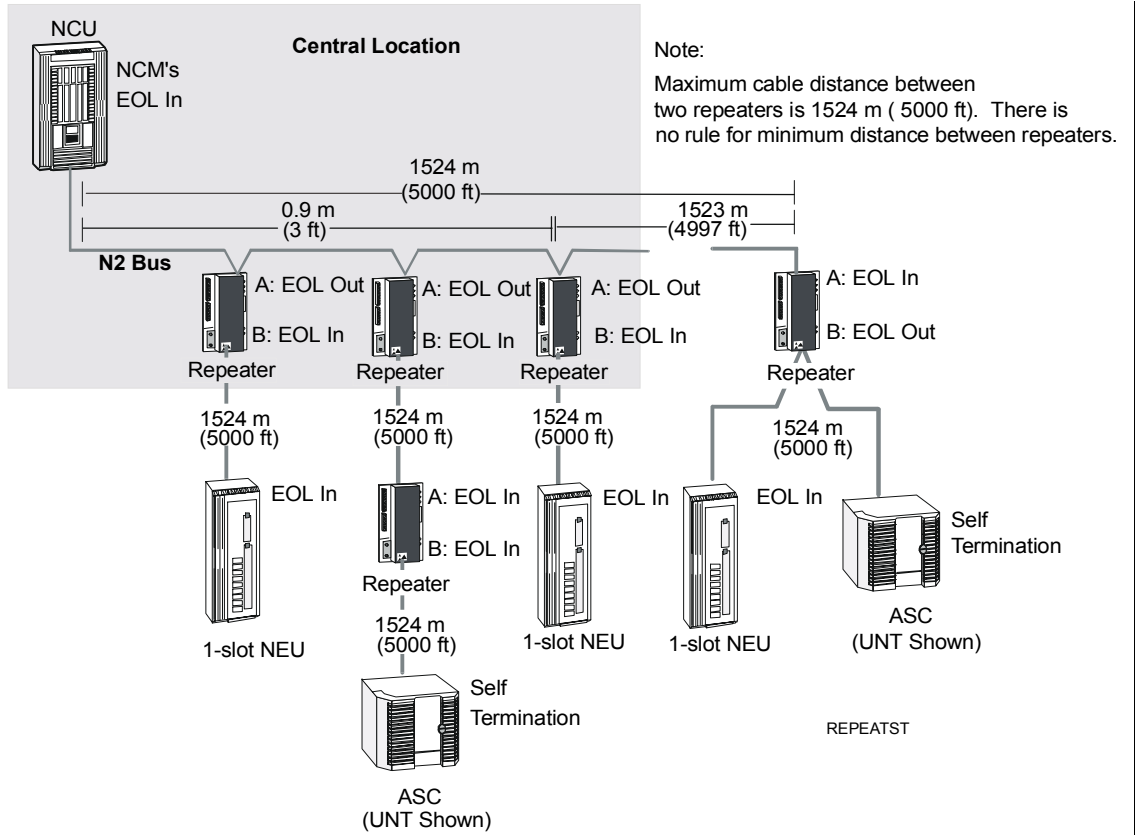 NCU
NCM's
EOL In
Central Location
Note:
Maximum cable distance between
two repeaters is 1524 m ( 5000 ft). There is
no rule for minimum distance between repeaters.
1524 m
(5000 ft)
0.9 m
(3 ft)
1523 m
(4997 ft)
N2 Bus
A: EOL Out
B: EOL In
Repeater
A: EOL Out
B: EOL In
Repeater
A: EOL Out
B: EOL In
Repeater
A: EOL In
B: EOL Out
Repeater
1524 m
(5000 ft)
1524 m
(5000 ft)
1524 m
(5000 ft)
1524 m
(5000 ft)
EOL In
1-slot NEU
A: EOL In
B: EOL In
Repeater
EOL In
1-slot NEU
EOL In
1-slot NEU
Self
Termination
ASC
(UNT Shown)
1524 m
(5000 ft)
Self
Termination
ASC
(UNT Shown)
REPEATST